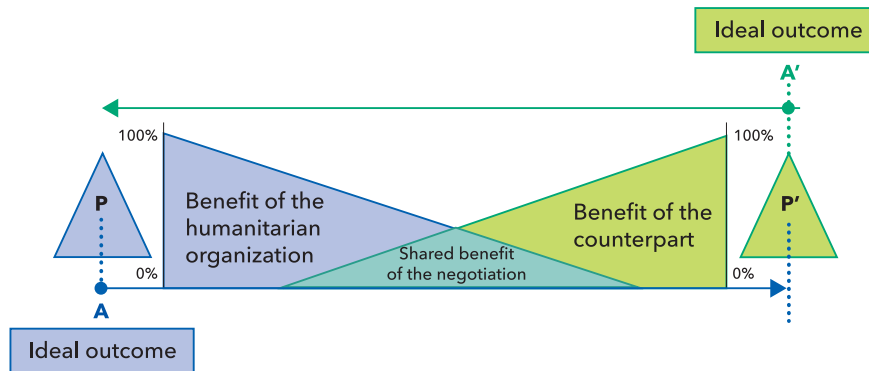 Ideal outcome
A’
100%
100%
P
Benefit of the
humanitarian
organization
Benefit of the
counterpart
P’
Shared benefit
of the negotiation
0%
0%
A
Ideal outcome